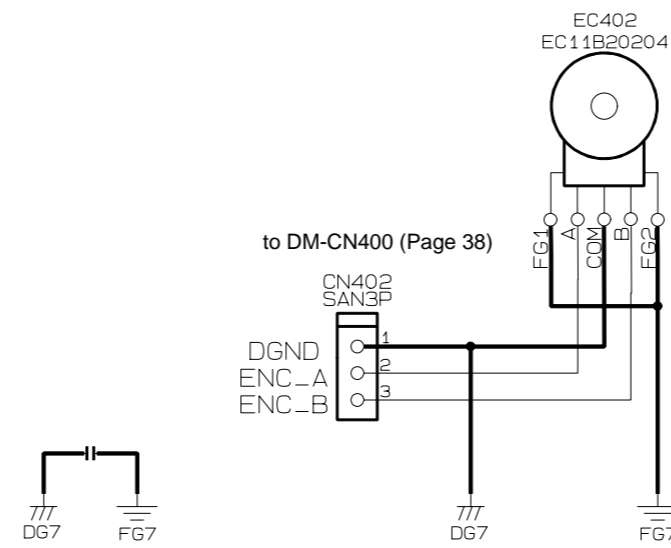 EC402
EC11B20204
FG1
A
COM
B
FG2
to DM-CN400 (Page 38)
CN402
SAN3P
DGND 1
ENC_A 2
ENC_B 3
DG7
FG7
DG7
FG7